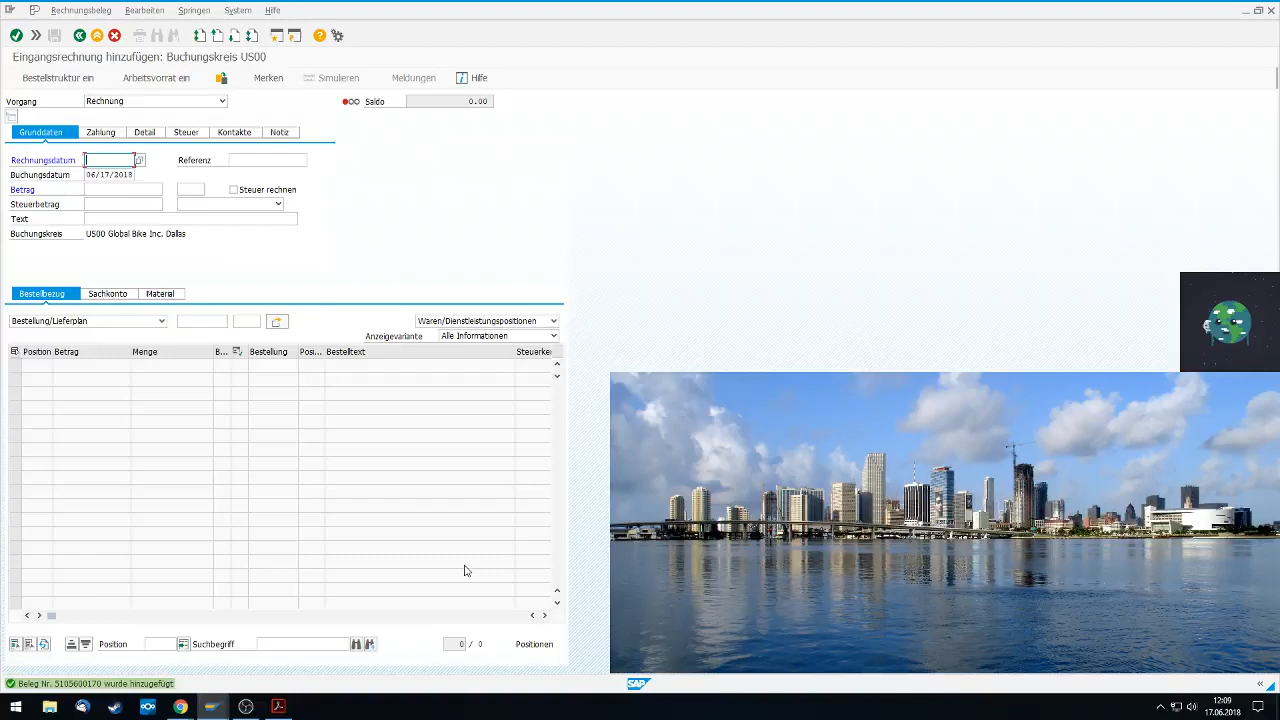 Rechnungsbeleg Bearbeiten Springen System Hilfe
Eingangsrechnung hinzufügen: Buchungskreis US00
Bestellstruktur ein Arbeitsvorrat ein Merken Simulieren Meldungen Hilfe
Vorgang Rechnung Saldo 0.00
Grunddaten Zahlung Detail Steuer Kontakte Notiz
Rechnungsdatum Referenz
Buchungsdatum 06/17/2018
Betrag Steuer rechnen
Steuerbetrag
Text
Buchungskreis US00 Global Bike Inc. Dallas
Bestellbezug Sachkonto Material
Bestellung/Lieferplan Waren/Dienstleistungspositionen
Anzeigevariante Alle Informationen
Position Betrag Menge B... Bestellung Posi... Bestelltext Steuerke
Position Suchbegriff 0 / 0 Positionen
Beleg Nr. 5105600170 wurde hinzugefügt SAP
12:09
17.06.2018